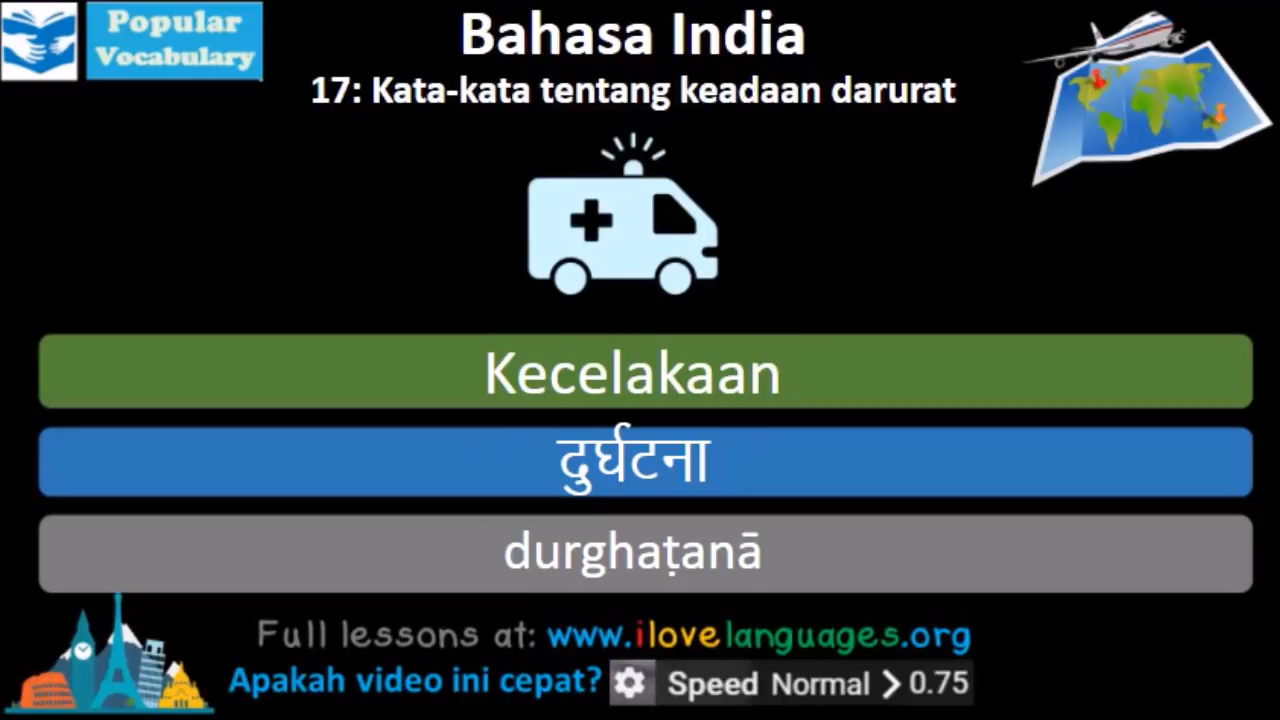 Popular
Vocabulary
Bahasa India
17: Kata-kata tentang keadaan darurat
Kecelakaan
दुर्घटना
durghaṭanā
Full lessons at: www.ilovelanguages.org
Apakah video ini cepat? Speed Normal > 0.75